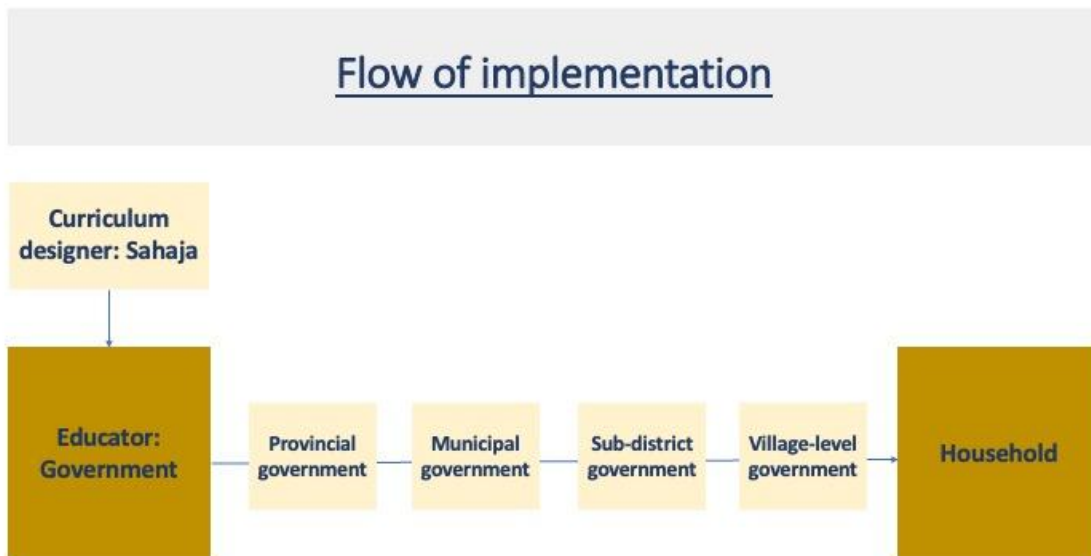 Flow of implementation
Curriculum
designer: Sahaja
Educator:
Government
Provincial
government
Municipal
government
Sub-district
government
Village-level
government
Household